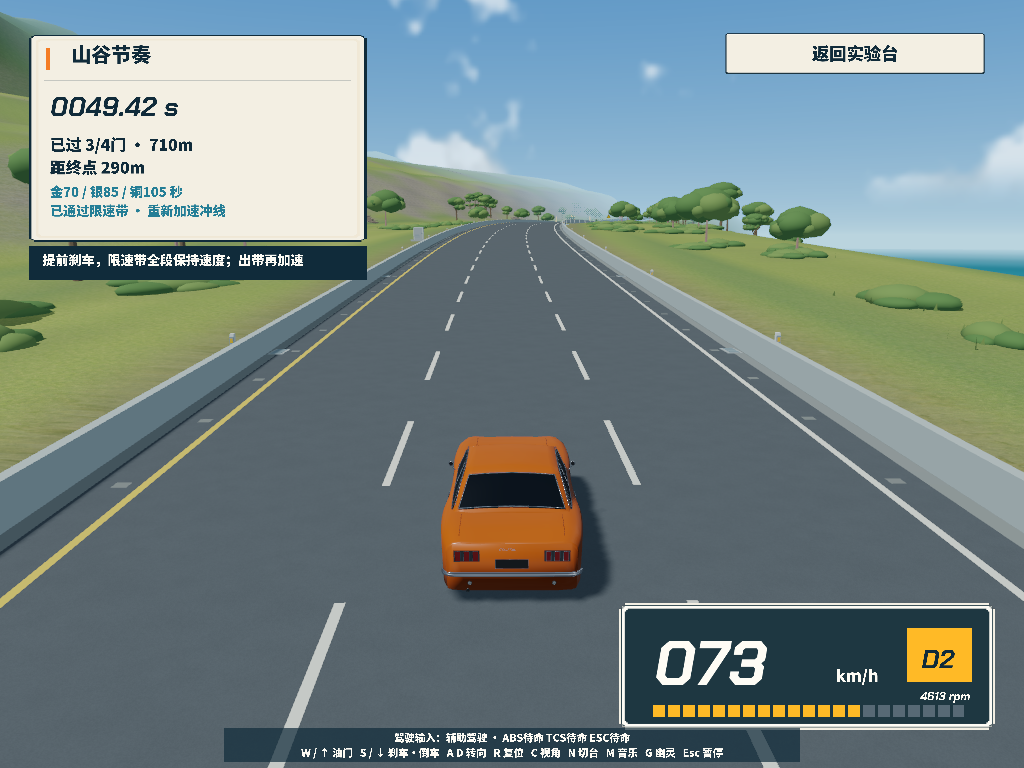 山谷节奏
返回实验台
0049.42 s
已过 3/4门 · 710m
距终点 290m
金70 / 银85 / 铜105 秒
已通过限速带 · 重新加速冲线
提前刹车，限速带全段保持速度；出带再加速
073 km/h D2
4613 rpm
驾驶输入：辅助驾驶 · ABS待命 TCS待命 ESC待命
W / ↑ 油门 S / ↓ 刹车·倒车 A D 转向 R 复位 C 视角 N 切台 M 音乐 G 幽灵 Esc 暂停